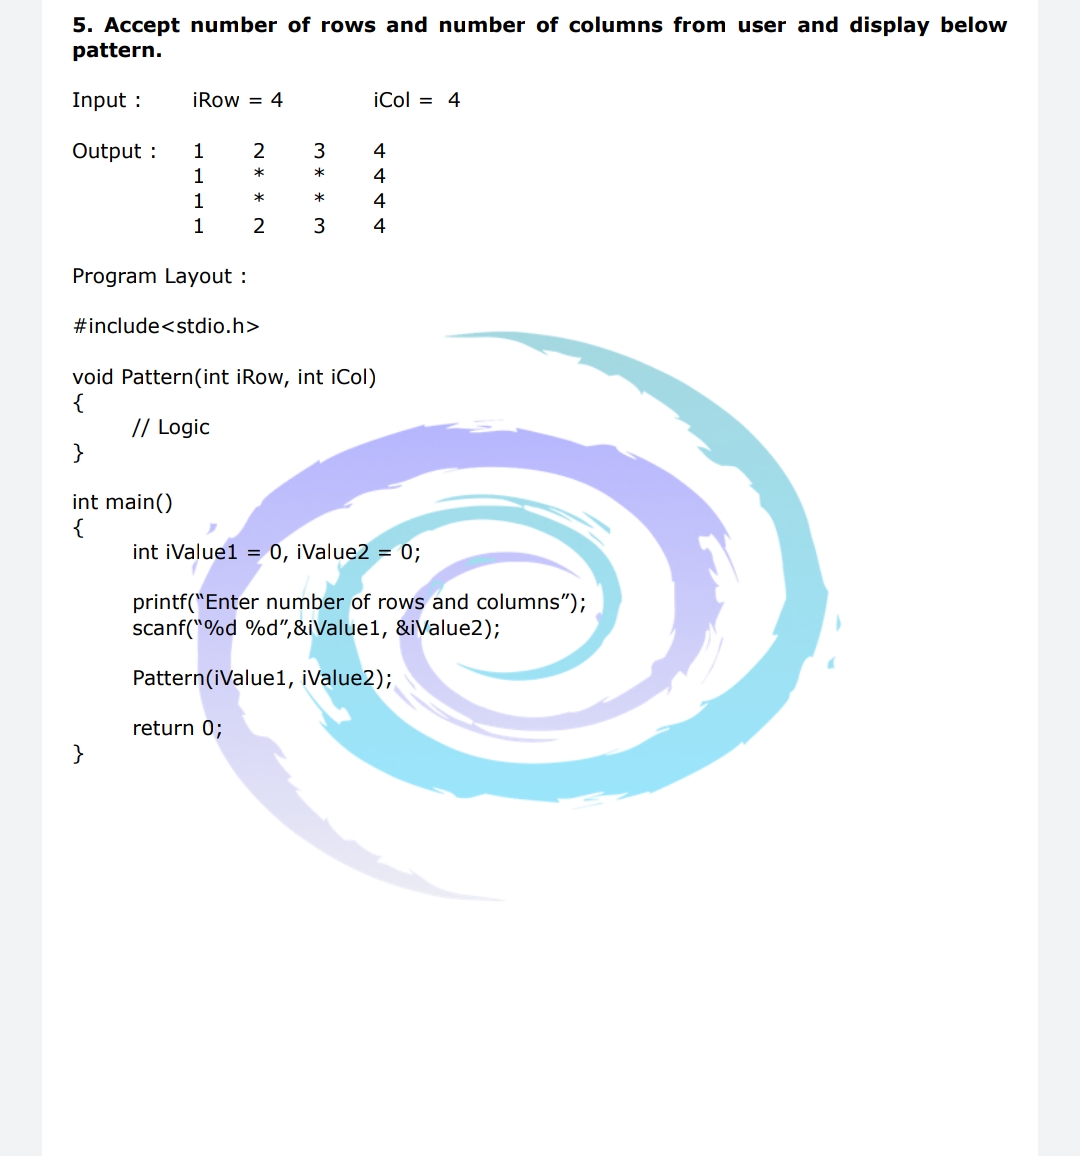 5. Accept number of rows and number of columns from user and display below
pattern.
Input : iRow = 4 iCol = 4
Output : 1 2 3 4
1 * * 4
1 * * 4
1 2 3 4
Program Layout :
#include<stdio.h>
void Pattern(int iRow, int iCol)
{
// Logic
}
int main()
{
int iValue1 = 0, iValue2 = 0;
printf(“Enter number of rows and columns”);
scanf(“%d %d”,&iValue1, &iValue2);
Pattern(iValue1, iValue2);
return 0;
}